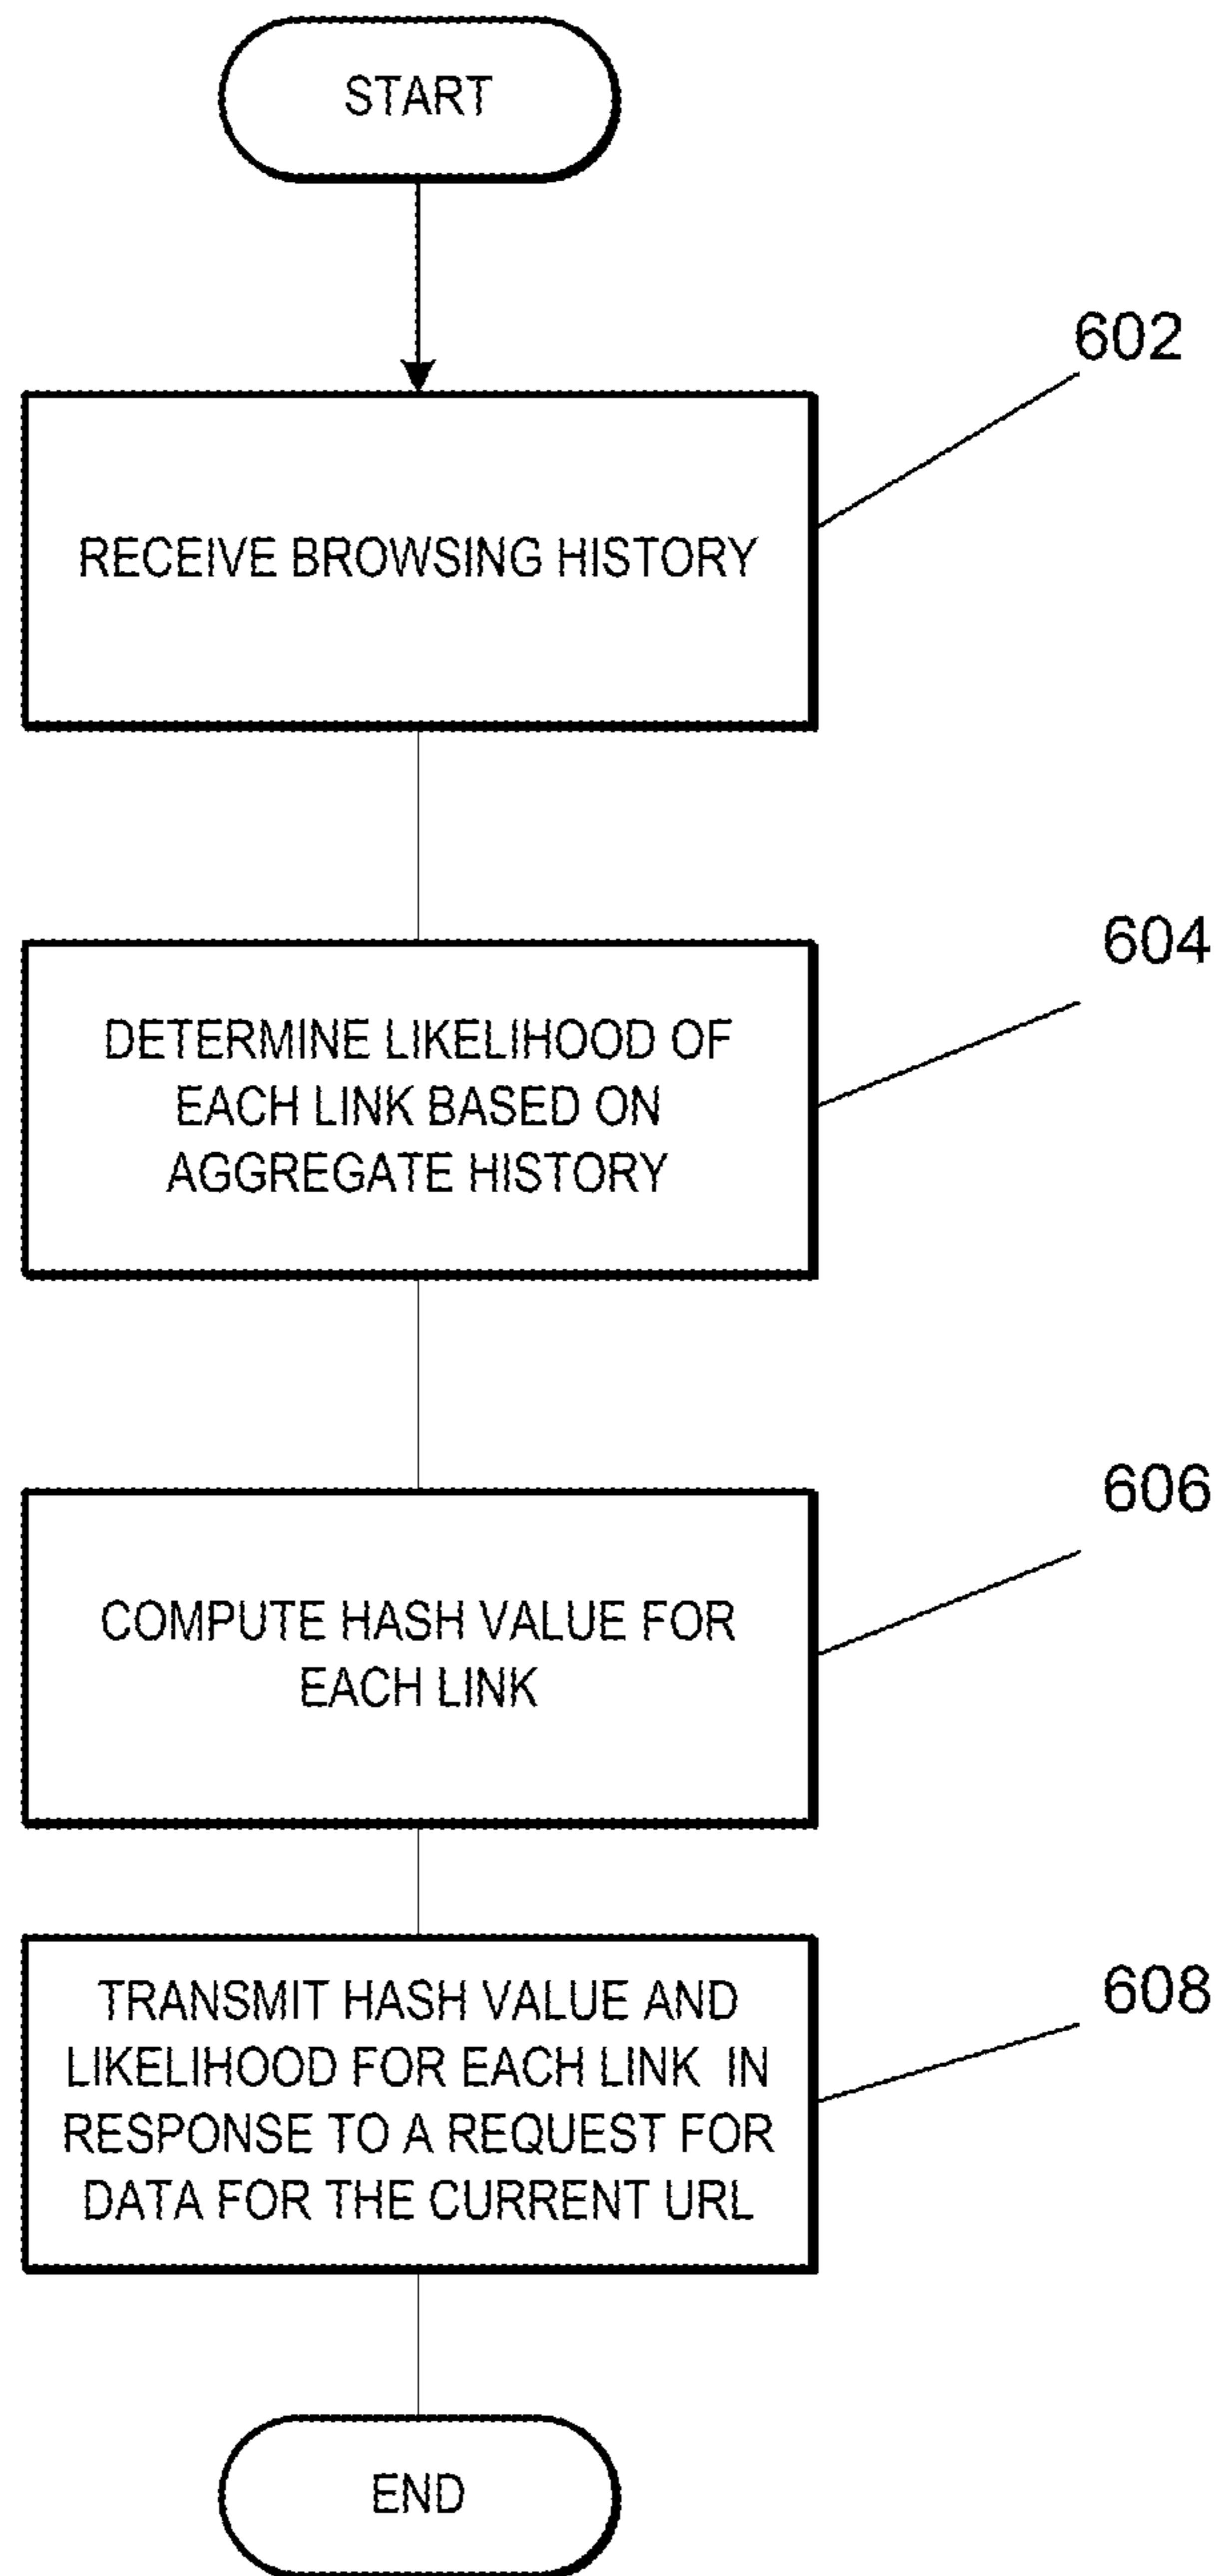 START
602
RECEIVE BROWSING HISTORY
604
DETERMINE LIKELIHOOD OF
EACH LINK BASED ON
AGGREGATE HISTORY
606
COMPUTE HASH VALUE FOR
EACH LINK
608
TRANSMIT HASH VALUE AND
LIKELIHOOD FOR EACH LINK IN
RESPONSE TO A REQUEST FOR
DATA FOR THE CURRENT URL
END